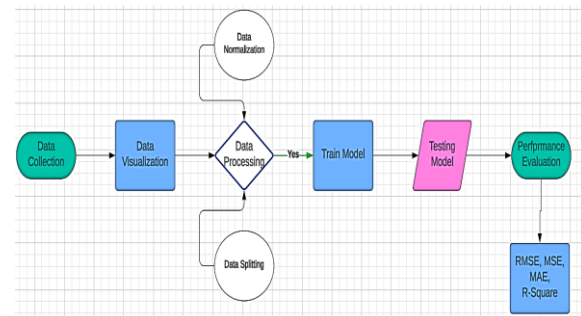 Data
Normalization
Data
Collection
Data
Visualization
Data
Processing
Yes
Train Model
Testing
Model
Perfprmance
Evaluation
Data Splitting
RMSE, MSE,
MAE,
R-Square